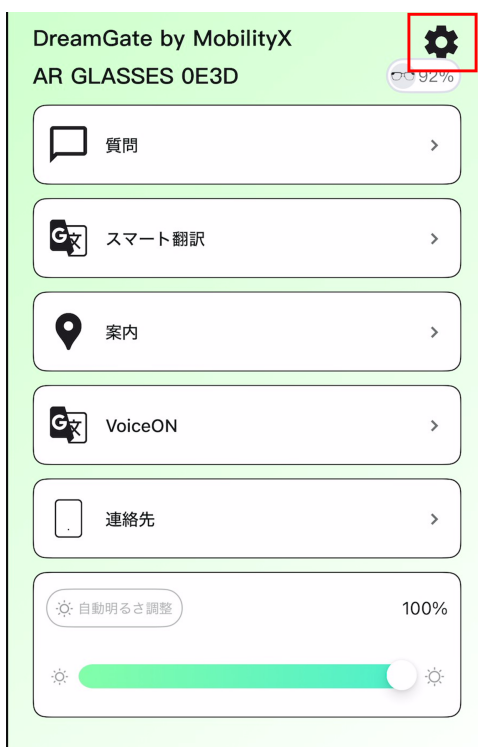 DreamGate by MobilityX
AR GLASSES 0E3D
92%
質問
スマート翻訳
案内
VoiceON
連絡先
自動明るさ調整
100%